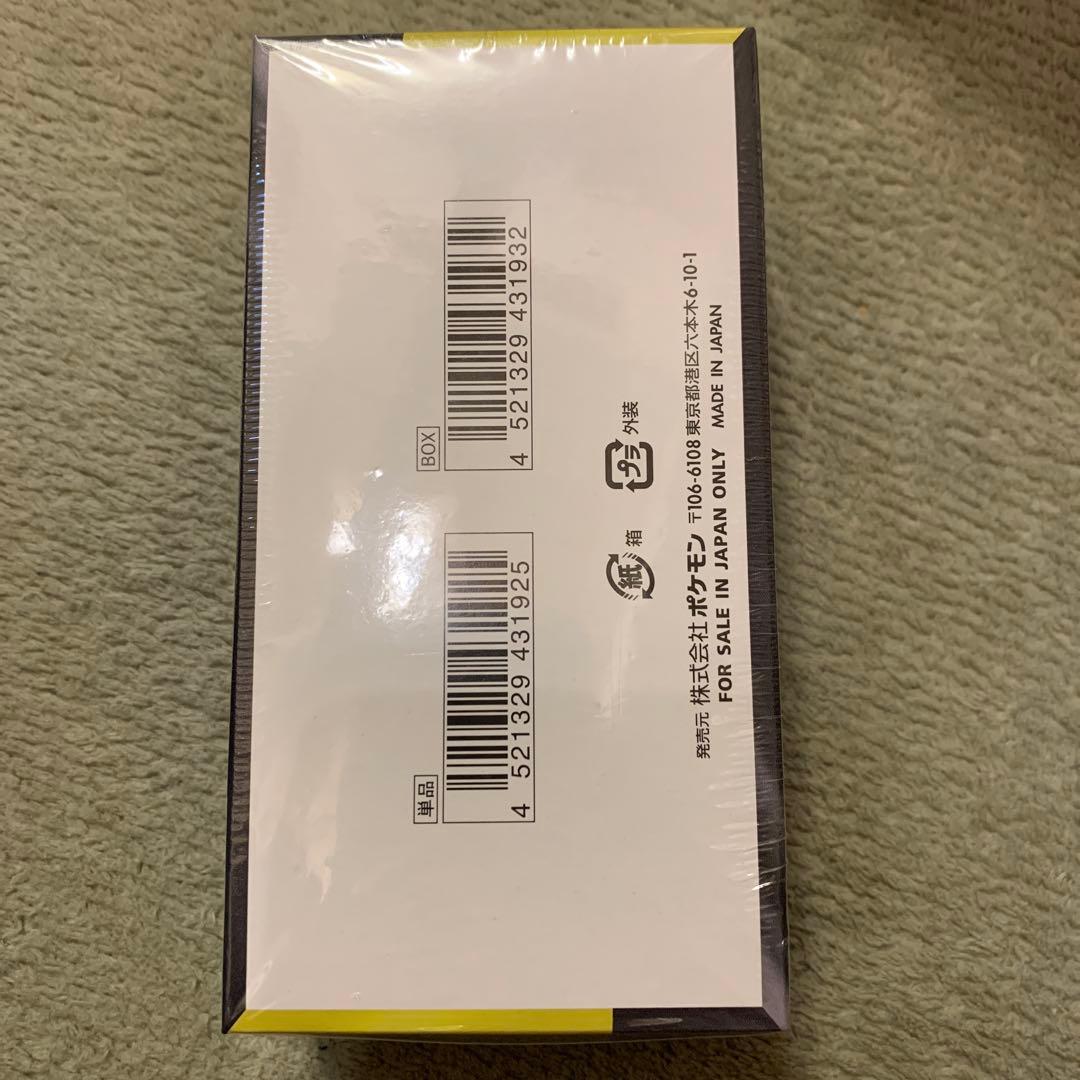 単品
4 521329 431925
BOX
4 521329 431932
紙 箱
プラ 外装
発売元 株式会社 ポケモン 〒106-6108 東京都港区六本木6-10-1
FOR SALE IN JAPAN ONLY MADE IN JAPAN